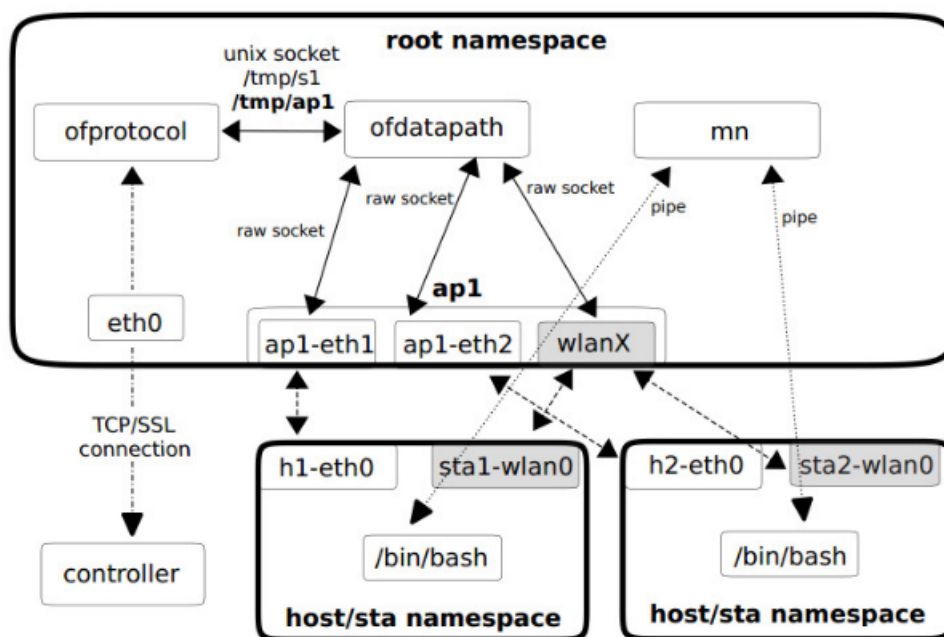 root namespace
unix socket
/tmp/s1
/tmp/ap1
ofprotocol
ofdatapath
mn
raw socket
raw socket
raw socket
pipe
pipe
ap1
eth0
ap1-eth1
ap1-eth2
wlanX
TCP/SSL
connection
h1-eth0
sta1-wlan0
h2-eth0
sta2-wlan0
/bin/bash
/bin/bash
controller
host/sta namespace
host/sta namespace